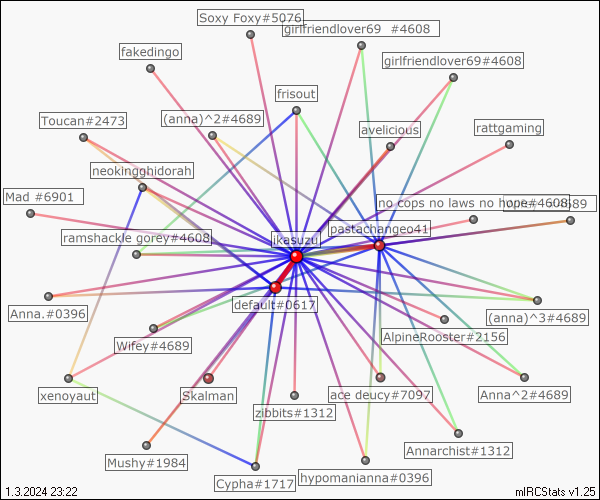 Soxy Foxy#5076
girlfriendlover69 #4608
fakedingo
girlfriendlover69#4608
frisout
Toucan#2473
(anna)^2#4689
avelicious
rattgaming
neokingghidorah
Mad #6901
no cops no laws no hope#4608
ramshackle gorey#4608
ikasuzu
pastachangeo41
default#0617
Anna.#0396
(anna)^3#4689
Wifey#4689
AlpineRooster#2156
xenoyaut
Skalman
zibbits#1312
ace deucy#7097
Anna^2#4689
Annarchist#1312
Mushy#1984
Cypha#1717
hypomanianna#0396
1.3.2024 23:22
mIRCStats v1.25